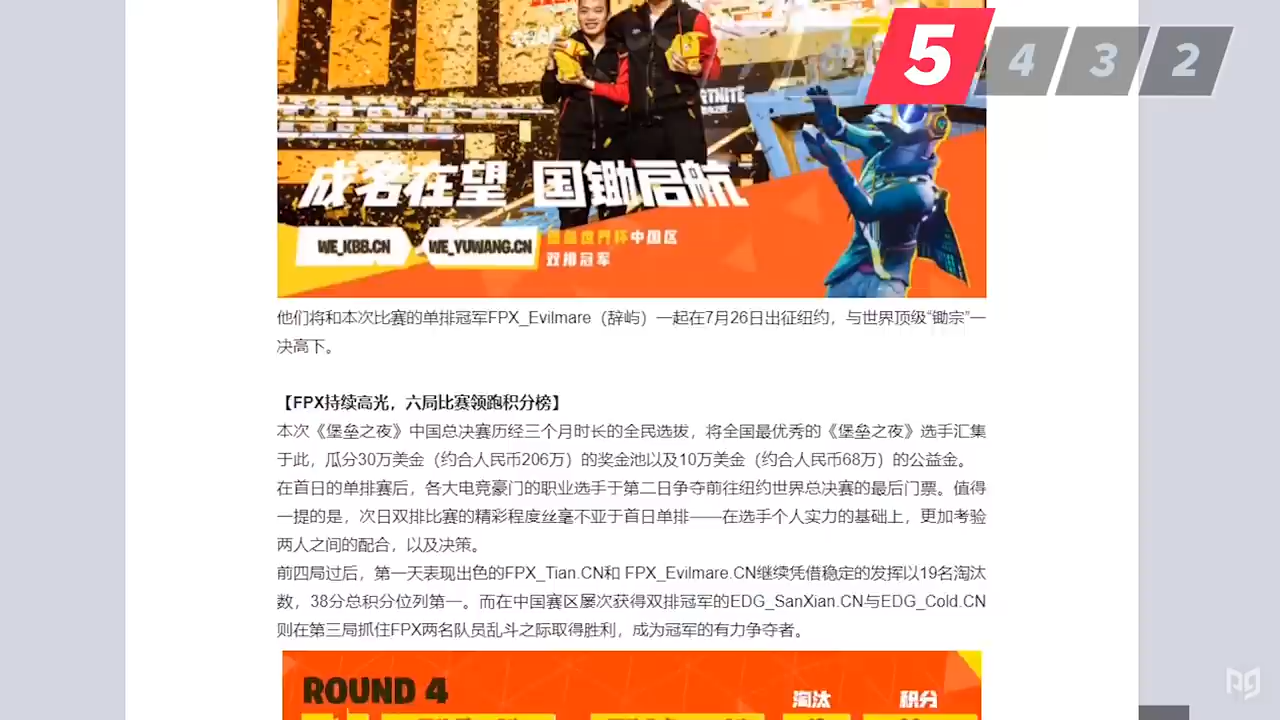 5 4 3 2
成名在望 国锄启航
WE_KBB.CN WE_YUWANG.CN
堡垒世界杯中国区
双排冠军
他们将和本次比赛的单排冠军FPX_Evilmare（辞屿）一起在7月26日出征纽约，与世界顶级“锄宗”一
决高下。
【FPX持续高光，六局比赛领跑积分榜】
本次《堡垒之夜》中国总决赛历经三个月时长的全民选拔，将全国最优秀的《堡垒之夜》选手汇集
于此，瓜分30万美金（约合人民币206万）的奖金池以及10万美金（约合人民币68万）的公益金。
在首日的单排赛后，各大电竞豪门的职业选手于第二日争夺前往纽约世界总决赛的最后门票。值得
一提的是，次日双排比赛的精彩程度丝毫不亚于首日单排——在选手个人实力的基础上，更加考验
两人之间的配合，以及决策。
前四局过后，第一天表现出色的FPX_Tian.CN和 FPX_Evilmare.CN继续凭借稳定的发挥以19名淘汰
数，38分总积分位列第一。而在中国赛区屡次获得双排冠军的EDG_SanXian.CN与EDG_Cold.CN
则在第三局抓住FPX两名队员乱斗之际取得胜利，成为冠军的有力争夺者。
ROUND 4 淘汰 积分